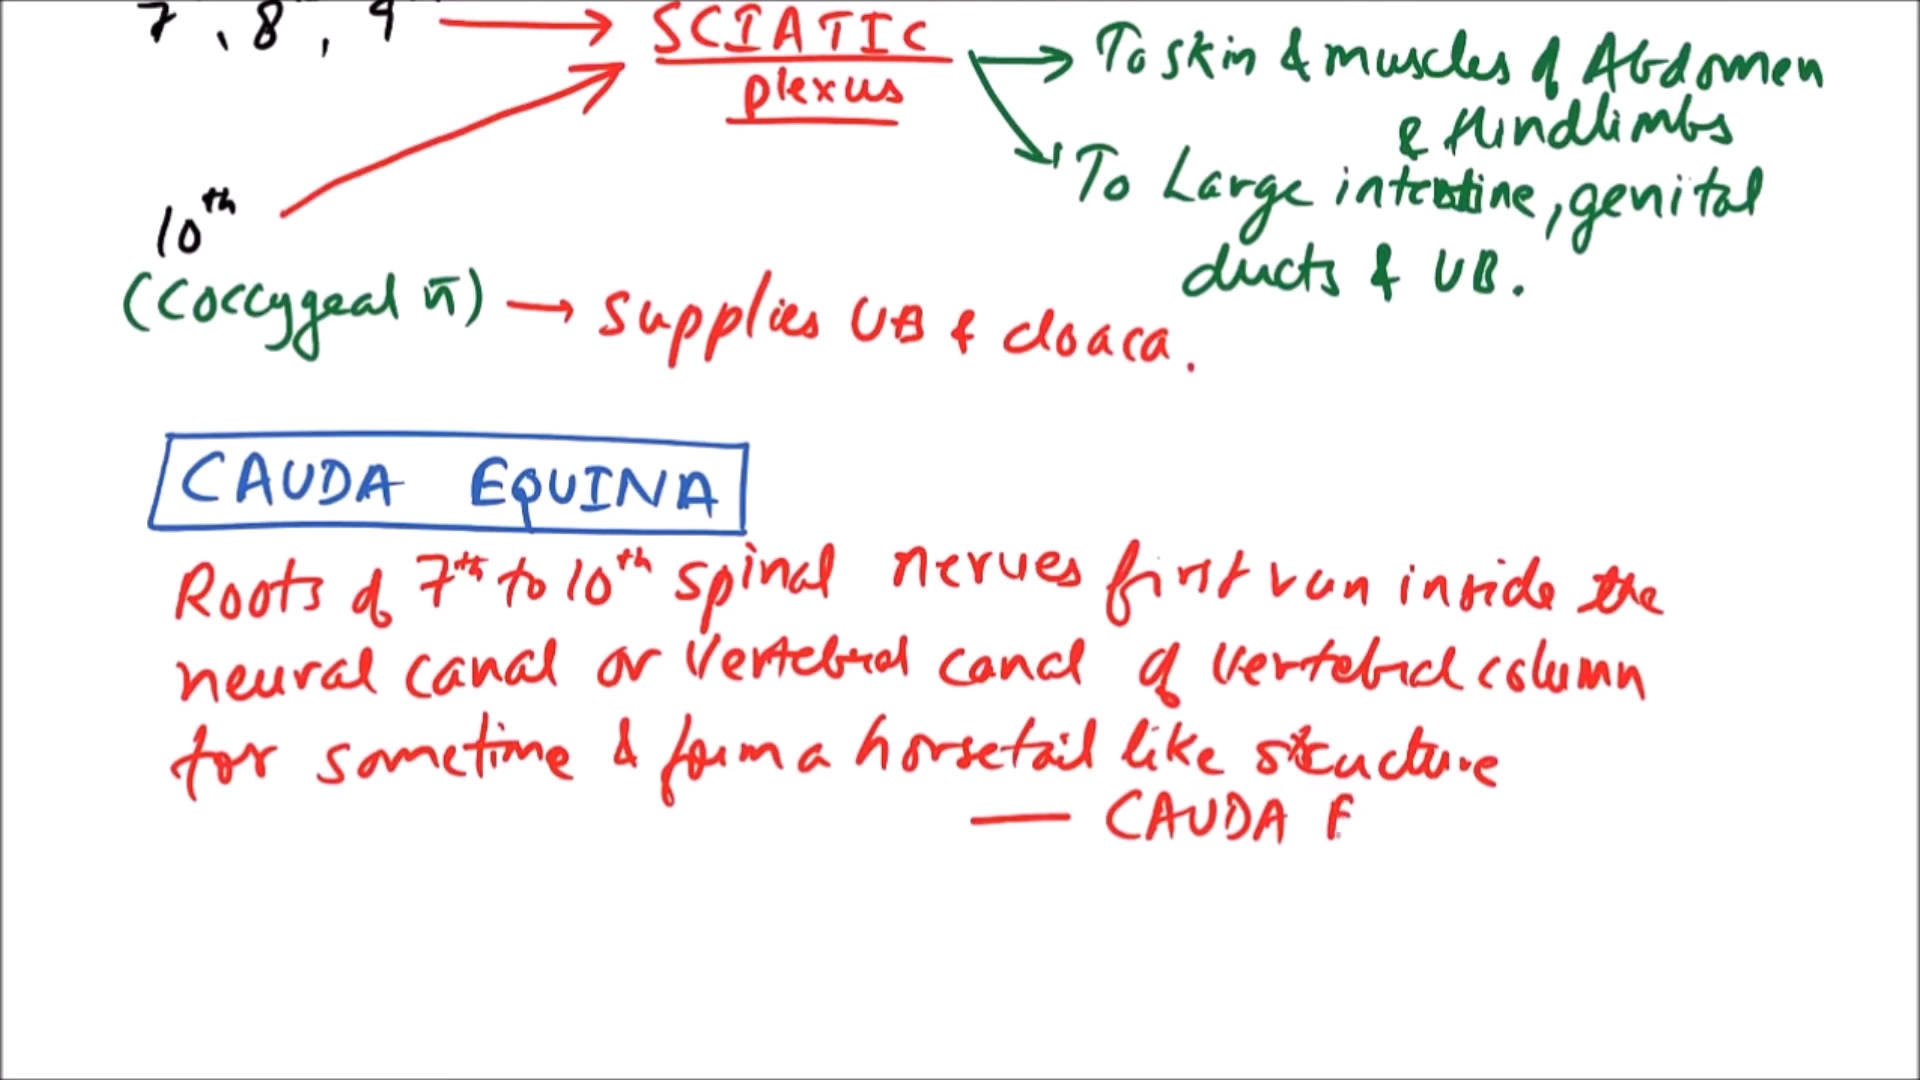 7 , 8 , 9 SCIATIC
plexus
To skin & muscles of Abdomen
& Hindlimbs
To Large intestine, genital
ducts & UB.
10th
(Coccygeal n̄) → supplies UB & cloaca.
CAUDA EQUINA
Roots of 7th to 10th spinal nerves first run inside the
neural canal or vertebral canal of vertebral column
for sometime & form a horsetail like structure
— CAUDA E